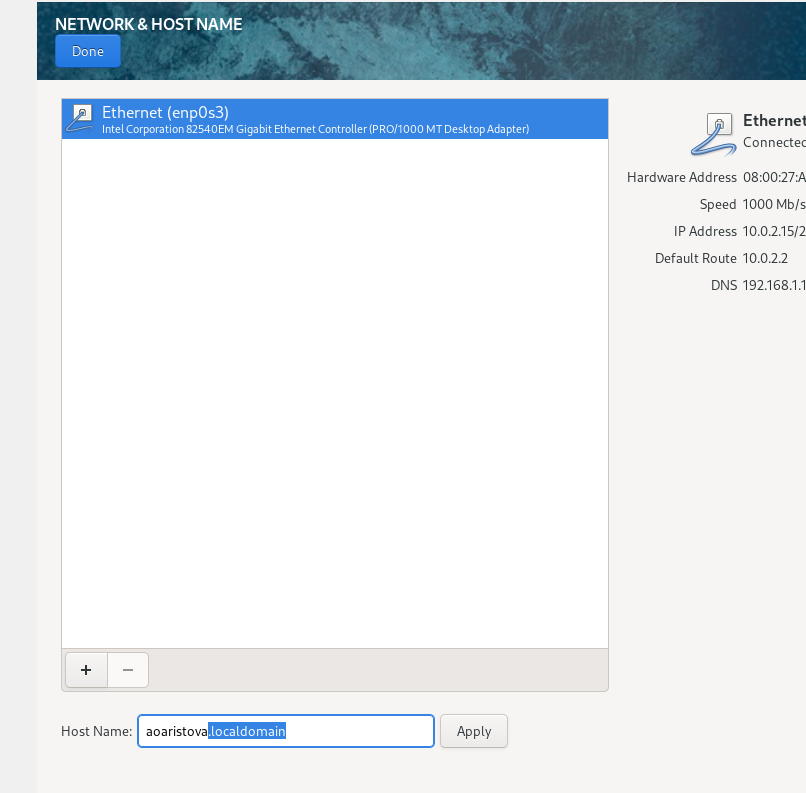 NETWORK & HOST NAME
Done
Ethernet (enp0s3)
Intel Corporation 82540EM Gigabit Ethernet Controller (PRO/1000 MT Desktop Adapter)
Ethernet
Connected
Hardware Address 08:00:27:A
Speed 1000 Mb/s
IP Address 10.0.2.15/2
Default Route 10.0.2.2
DNS 192.168.1.1
+ −
Host Name: aoaristova.localdomain Apply